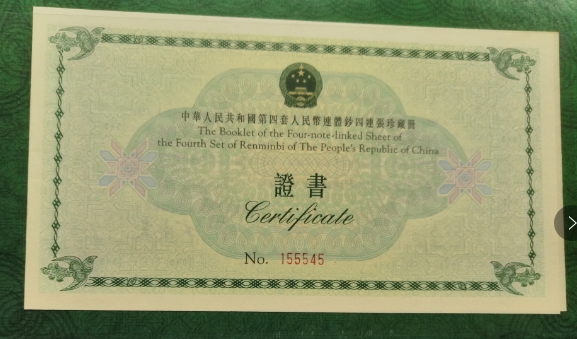 中華人民共和國第四套人民幣連體鈔四連張珍藏冊
The Booklet of the Four-note-linked Sheet of
the Fourth Set of Renminbi of The People's Republic of China
證書
Certificate
No. 155545